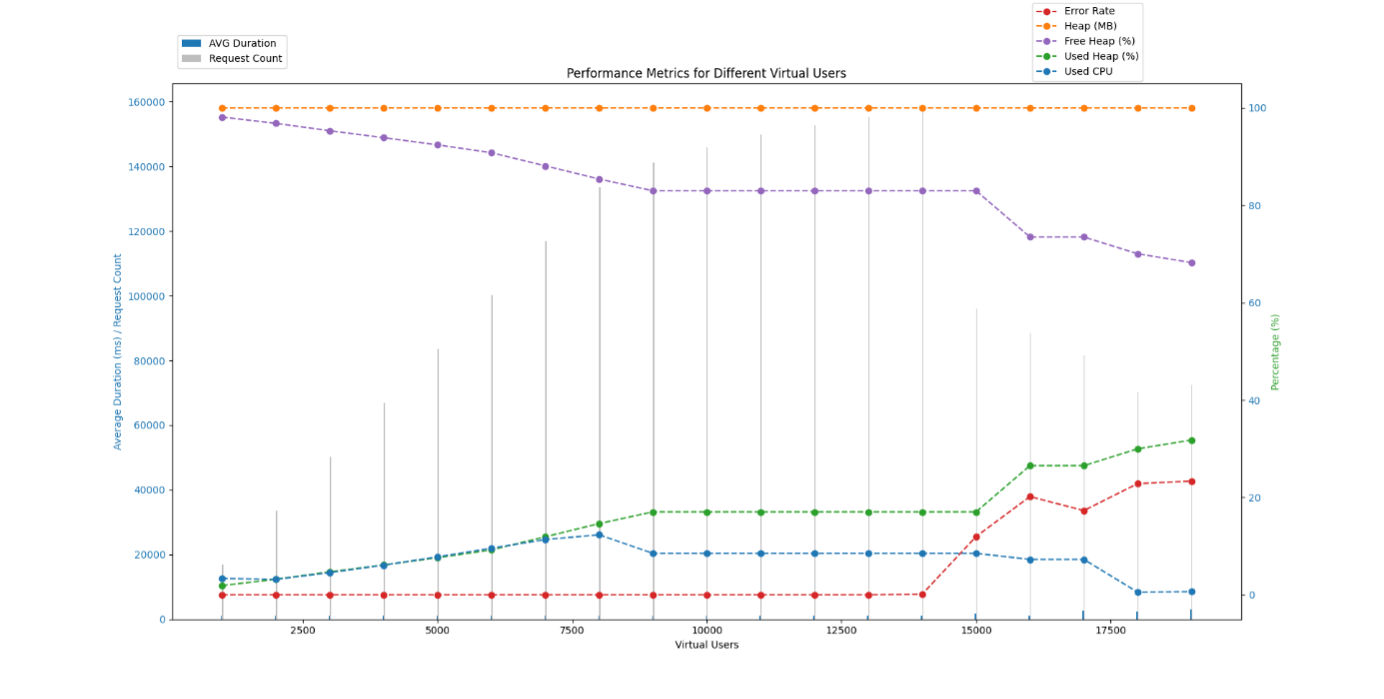 Error Rate
Heap (MB)
Free Heap (%)
Used Heap (%)
Used CPU
AVG Duration
Request Count
Performance Metrics for Different Virtual Users
160000
140000
120000
100000
80000
60000
40000
20000
0
Average Duration (ms) / Request Count
100
80
60
40
20
0
Percentage (%)
2500
5000
7500
10000
12500
15000
17500
Virtual Users